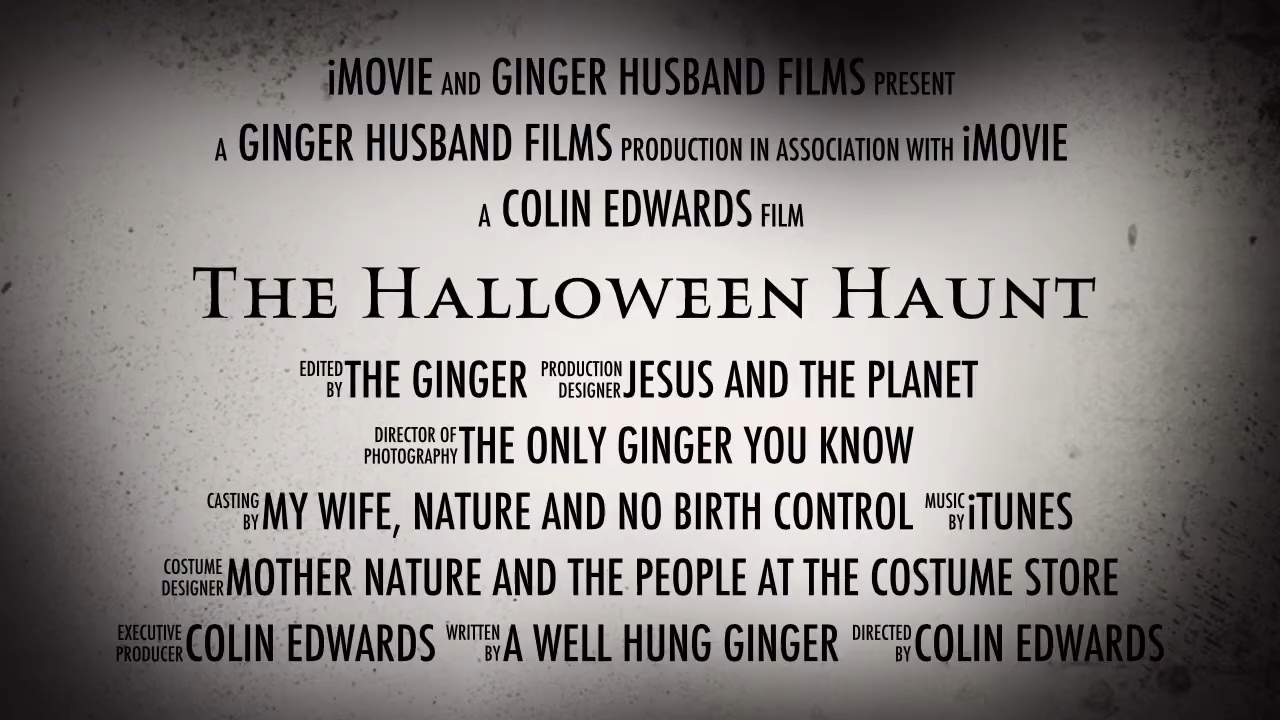 iMOVIE AND GINGER HUSBAND FILMS PRESENT
A GINGER HUSBAND FILMS PRODUCTION IN ASSOCIATION WITH iMOVIE
A COLIN EDWARDS FILM
THE HALLOWEEN HAUNT
EDITED BY THE GINGER PRODUCTION DESIGNER JESUS AND THE PLANET
DIRECTOR OF PHOTOGRAPHY THE ONLY GINGER YOU KNOW
CASTING BY MY WIFE, NATURE AND NO BIRTH CONTROL MUSIC BY iTUNES
COSTUME DESIGNER MOTHER NATURE AND THE PEOPLE AT THE COSTUME STORE
EXECUTIVE PRODUCER COLIN EDWARDS WRITTEN BY A WELL HUNG GINGER DIRECTED BY COLIN EDWARDS